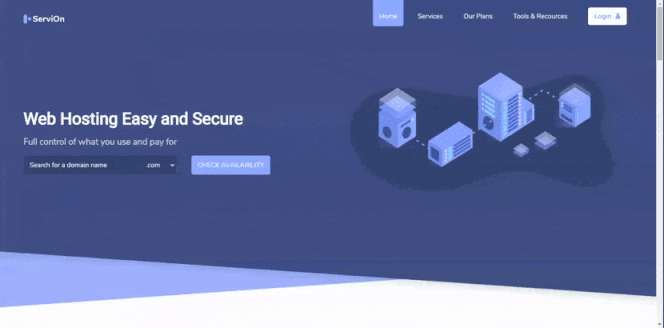 ServiOn
Home
Services
Our Plans
Tools & Recources
Login
Web Hosting Easy and Secure
Full control of what you use and pay for
Search for a domain name
.com
CHECK AVAILABILITY